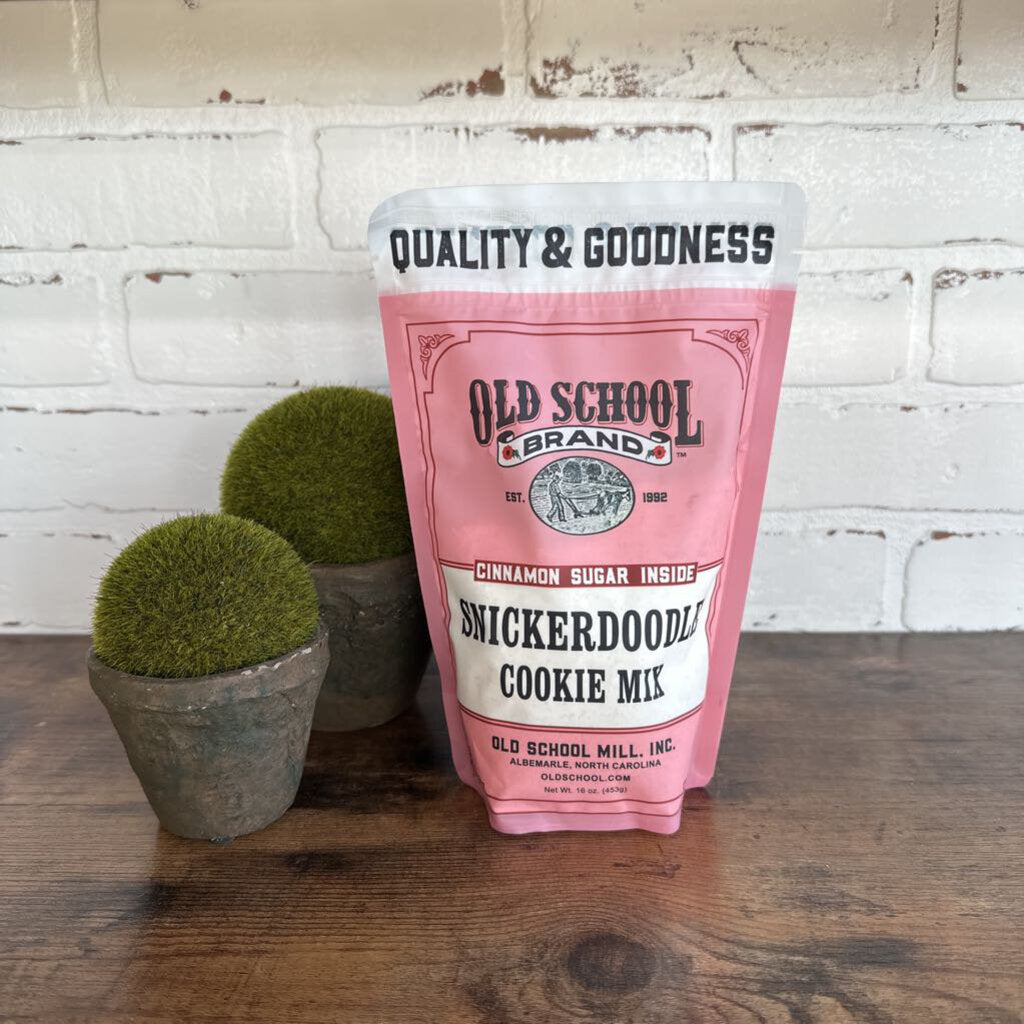 QUALITY & GOODNESS
OLD SCHOOL
BRAND
™
EST. 1992
CINNAMON SUGAR INSIDE
SNICKERDOODLE
COOKIE MIX
OLD SCHOOL MILL, INC.
ALBEMARLE, NORTH CAROLINA
OLDSCHOOL.COM
Net Wt. 16 oz. (453g)